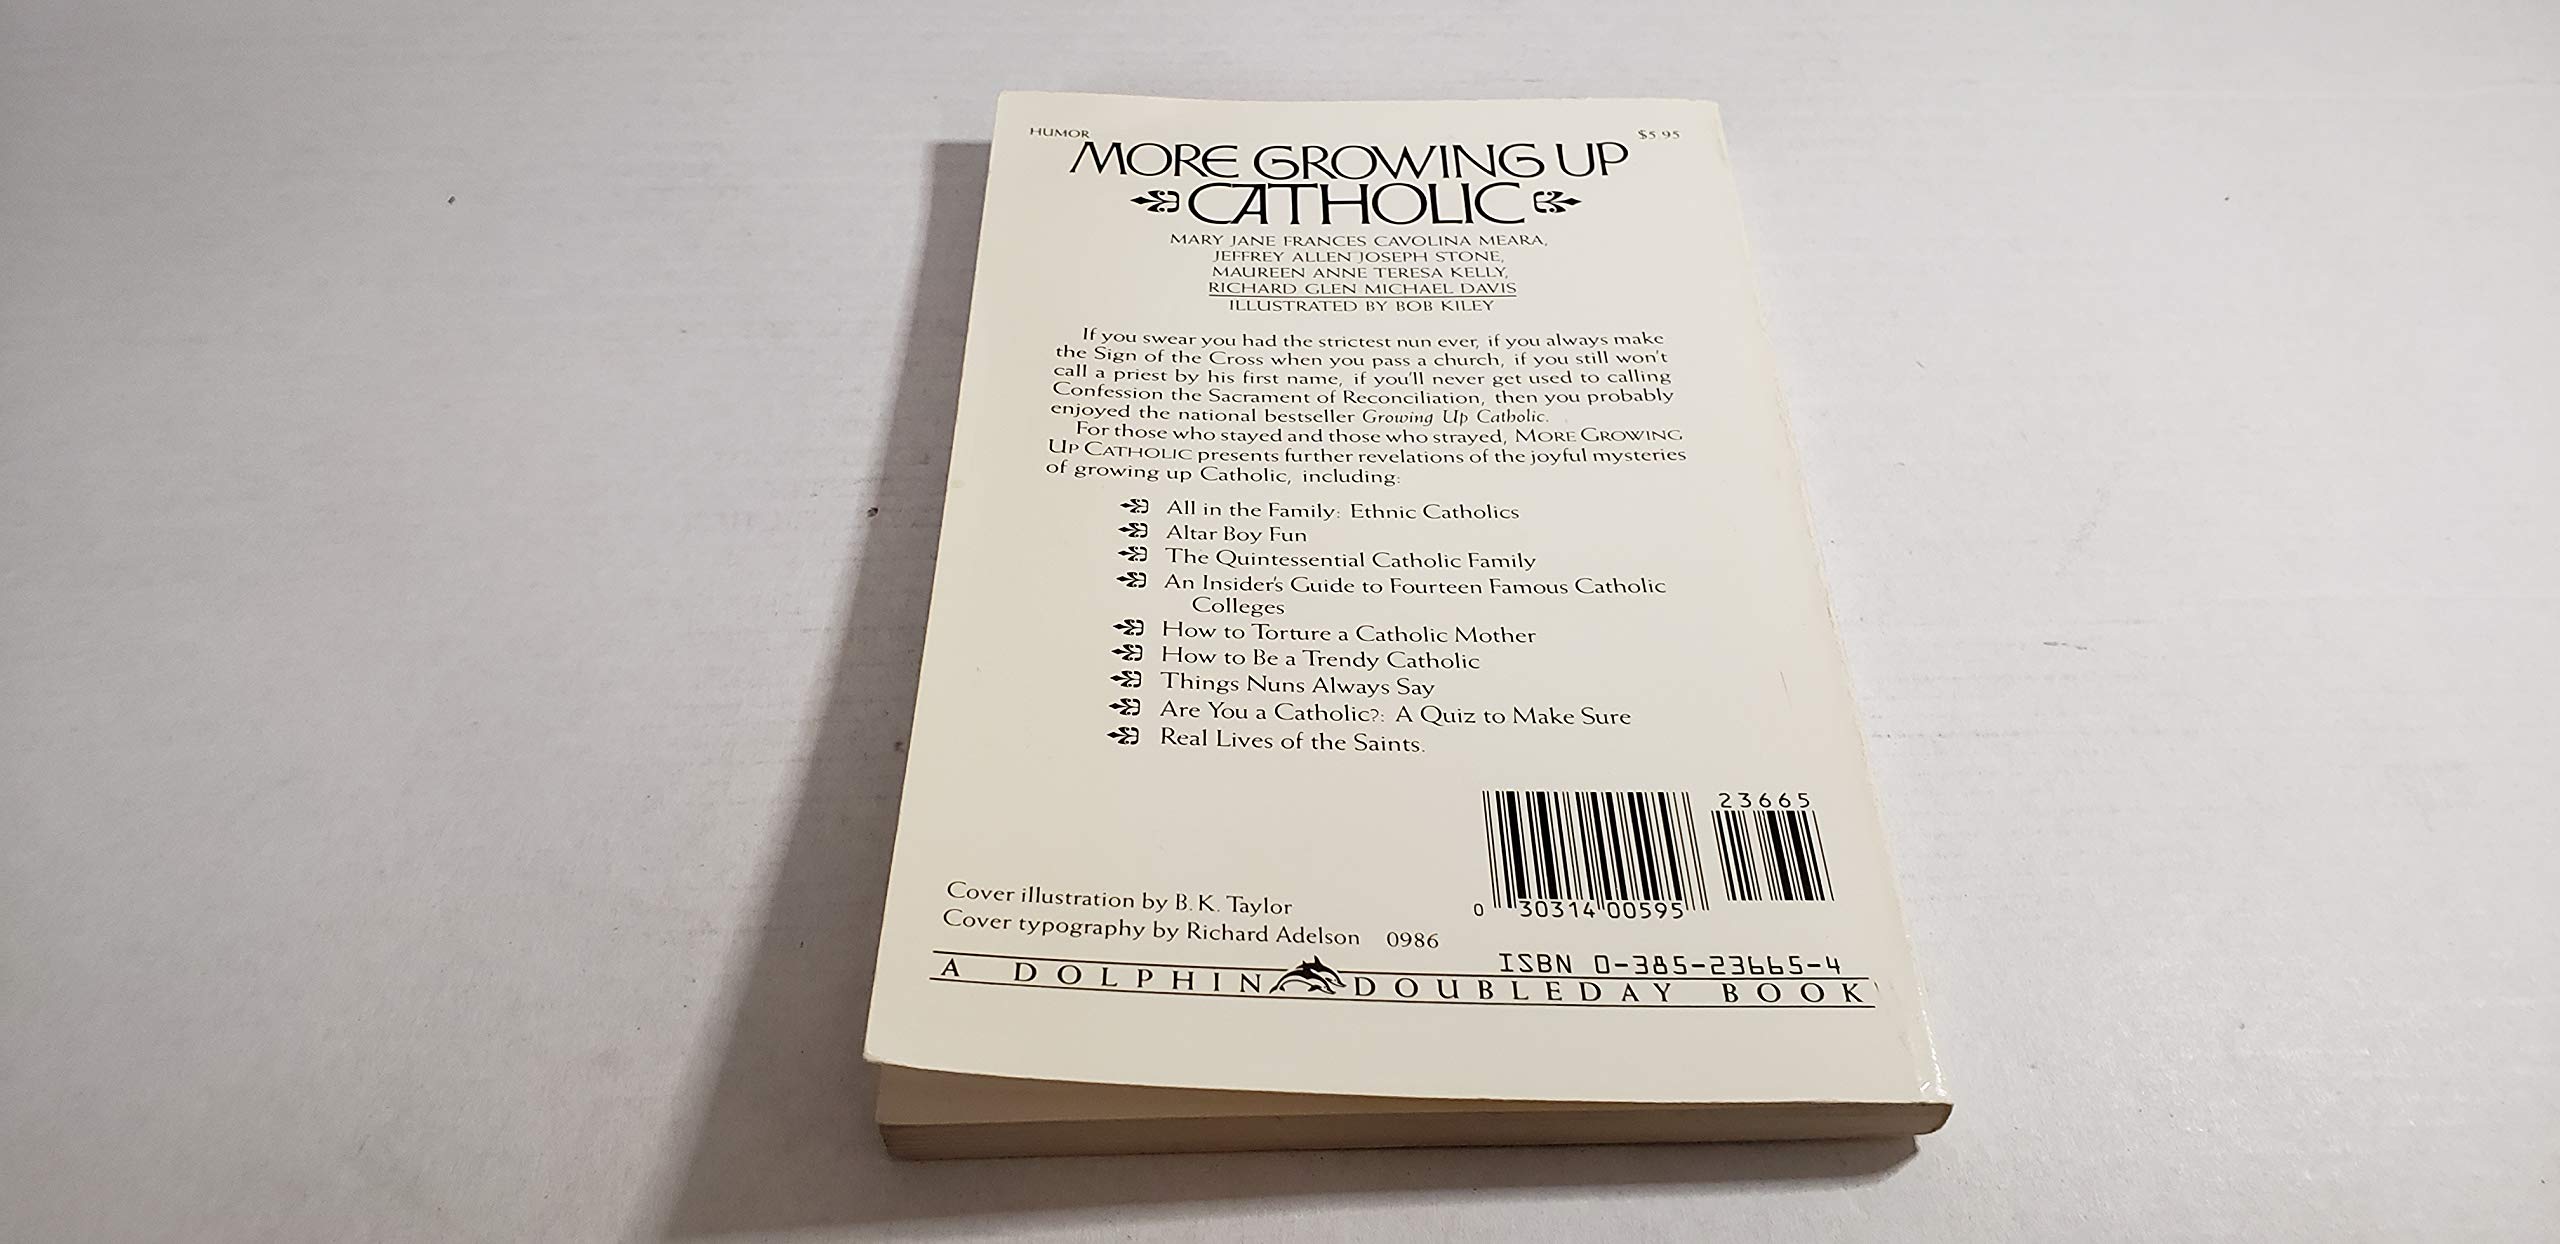 HUMOR
$5.95
MORE GROWING UP
CATHOLIC
MARY JANE FRANCES CAVOLINA MEARA,
JEFFREY ALLEN JOSEPH STONE,
MAUREEN ANNE TERESA KELLY,
RICHARD GLEN MICHAEL DAVIS
ILLUSTRATED BY BOB KILEY
If you swear you had the strictest nun ever, if you always make
the Sign of the Cross when you pass a church, if you still won't
call a priest by his first name, if you'll never get used to calling
Confession the Sacrament of Reconciliation, then you probably
enjoyed the national bestseller Growing Up Catholic.
For those who stayed and those who strayed, MORE GROWING
UP CATHOLIC presents further revelations of the joyful mysteries
of growing up Catholic, including:
All in the Family: Ethnic Catholics
Altar Boy Fun
The Quintessential Catholic Family
An Insider's Guide to Fourteen Famous Catholic
Colleges
How to Torture a Catholic Mother
How to Be a Trendy Catholic
Things Nuns Always Say
Are You a Catholic?: A Quiz to Make Sure
Real Lives of the Saints.
23665
0 30314 00595
Cover illustration by B. K. Taylor
Cover typography by Richard Adelson 0986
ISBN 0-385-23665-4
A DOLPHIN DOUBLEDAY BOOK